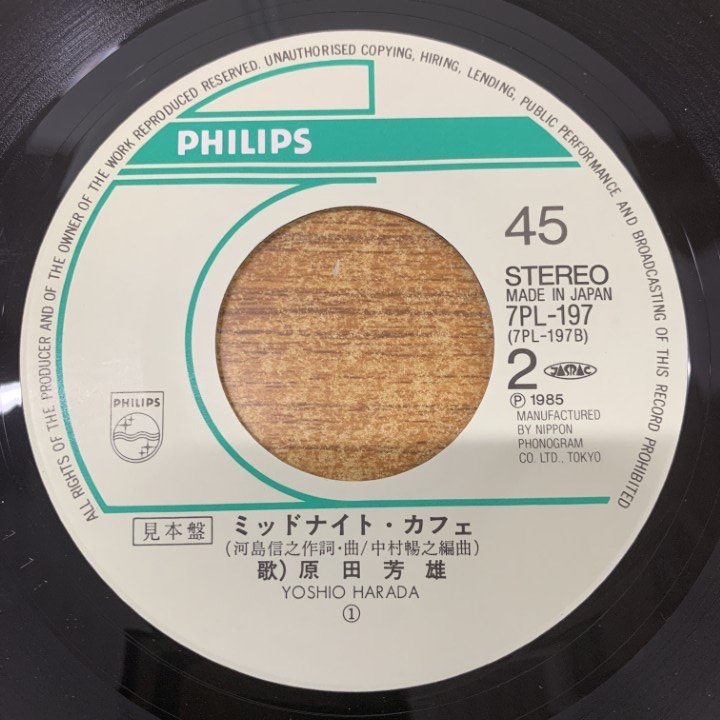 ALL RIGHTS OF THE PRODUCER AND OF THE OWNER OF THE WORK REPRODUCED RESERVED. UNAUTHORISED COPYING, HIRING, LENDING, PUBLIC PERFORMANCE AND BROADCASTING OF THIS RECORD PROHIBITED
PHILIPS
45
STEREO
MADE IN JAPAN
7PL-197
(7PL-197B)
2 JASRAC
Ⓟ 1985
MANUFACTURED
BY NIPPON
PHONOGRAM
CO. LTD., TOKYO
PHILIPS
見本盤 ミッドナイト・カフェ
(河島信之作詞・曲/中村暢之編曲)
歌) 原田芳雄
YOSHIO HARADA
①